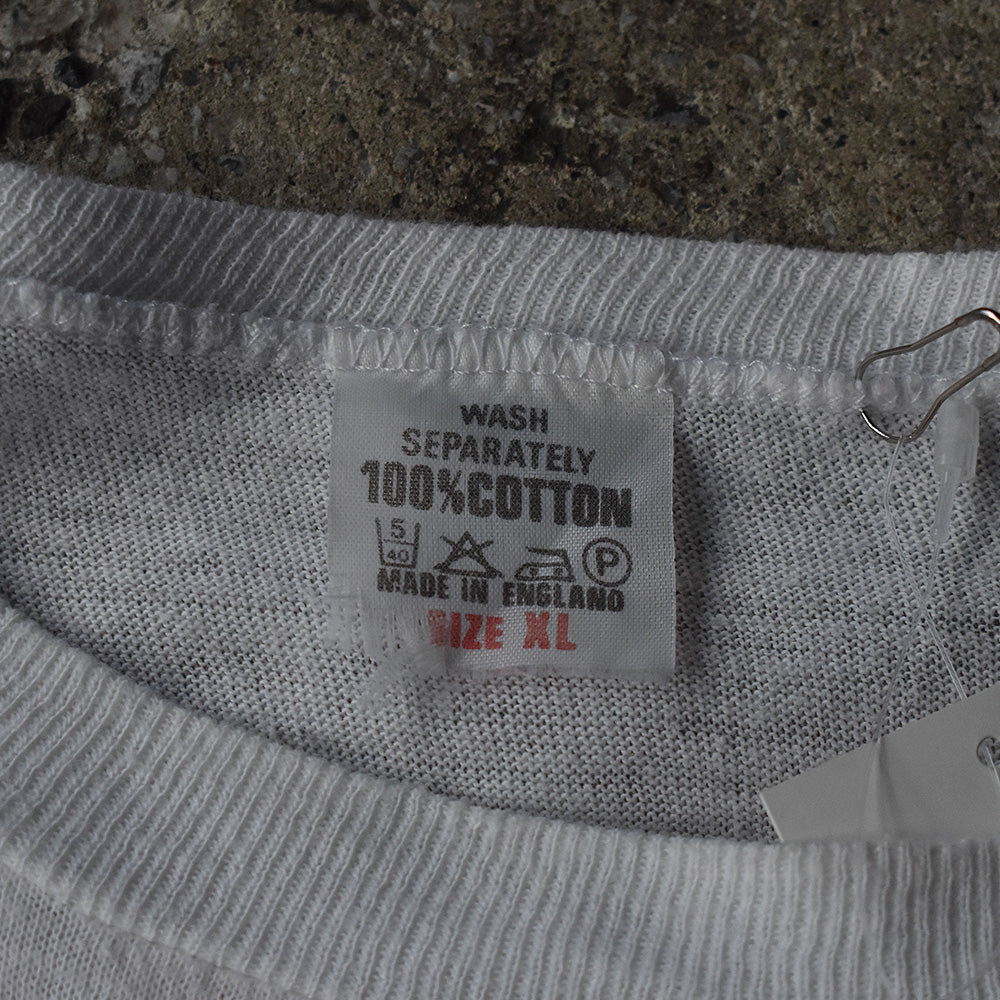 WASH
SEPARATELY
100%COTTON
5
40
P
MADE IN ENGLAND
SIZE XL